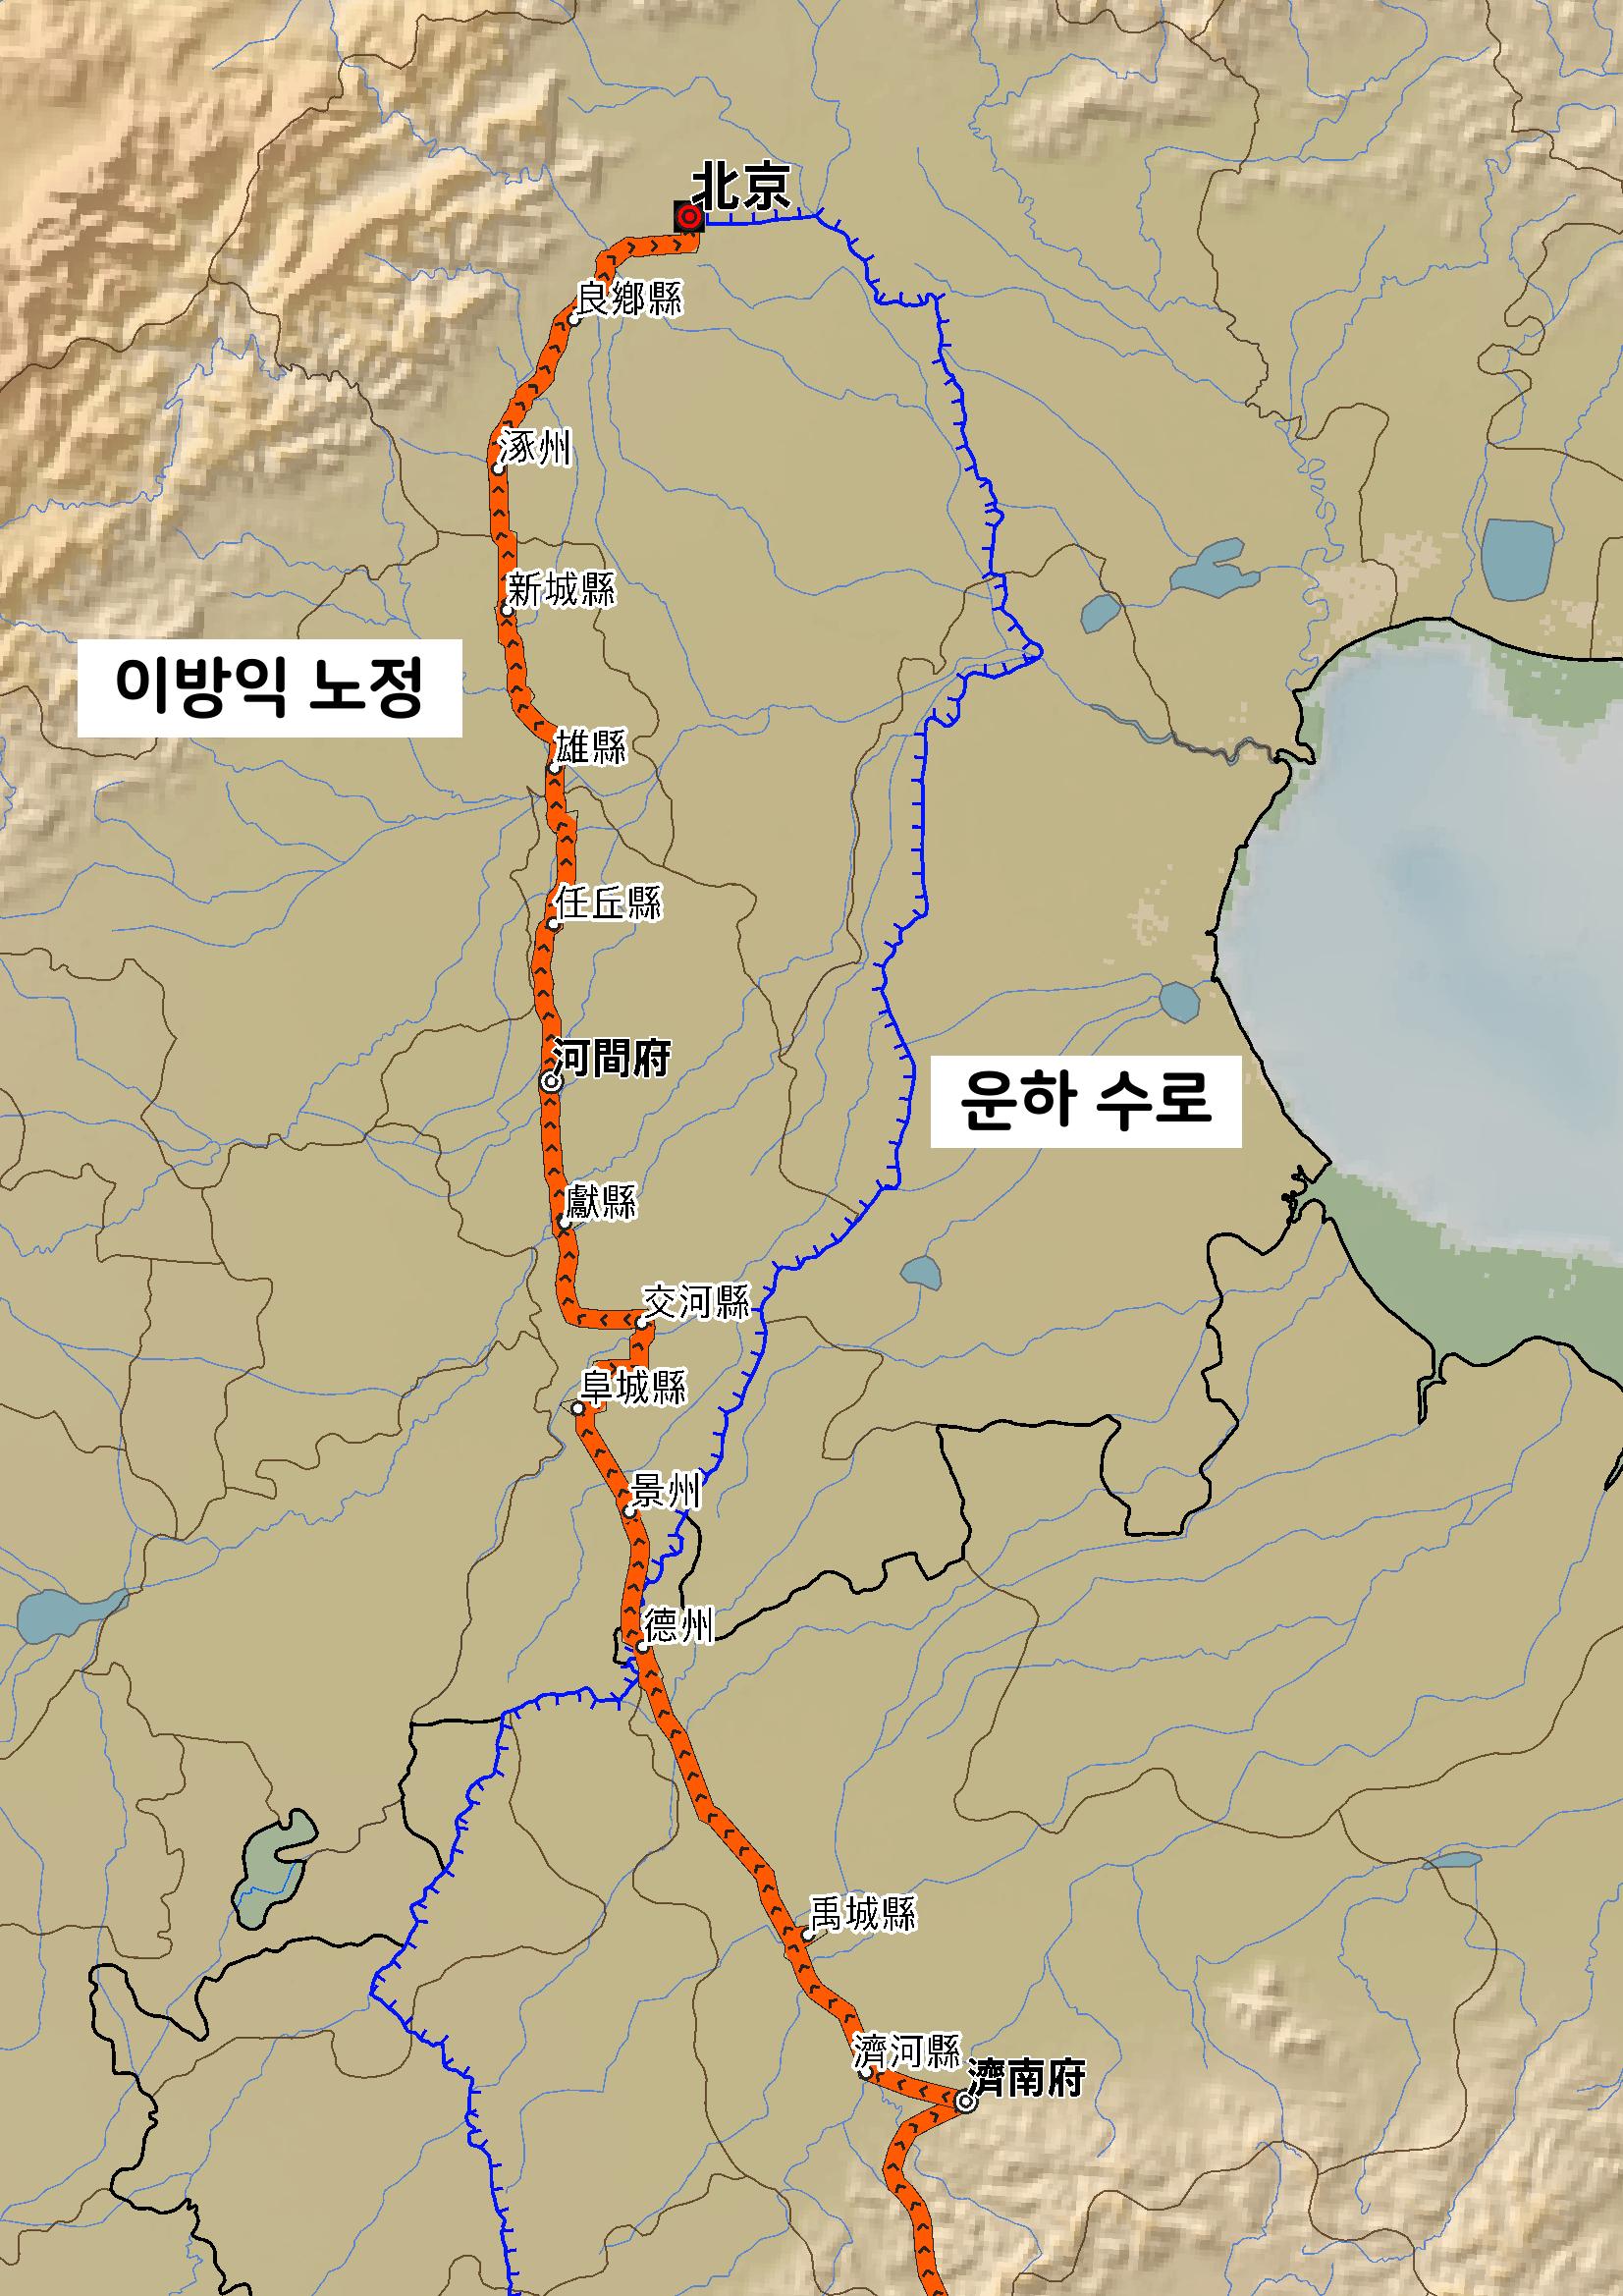 北京
良鄕縣
涿州
新城縣
이방익 노정
雄縣
任丘縣
河間府
운하 수로
獻縣
交河縣
阜城縣
景州
德州
禹城縣
濟河縣
濟南府